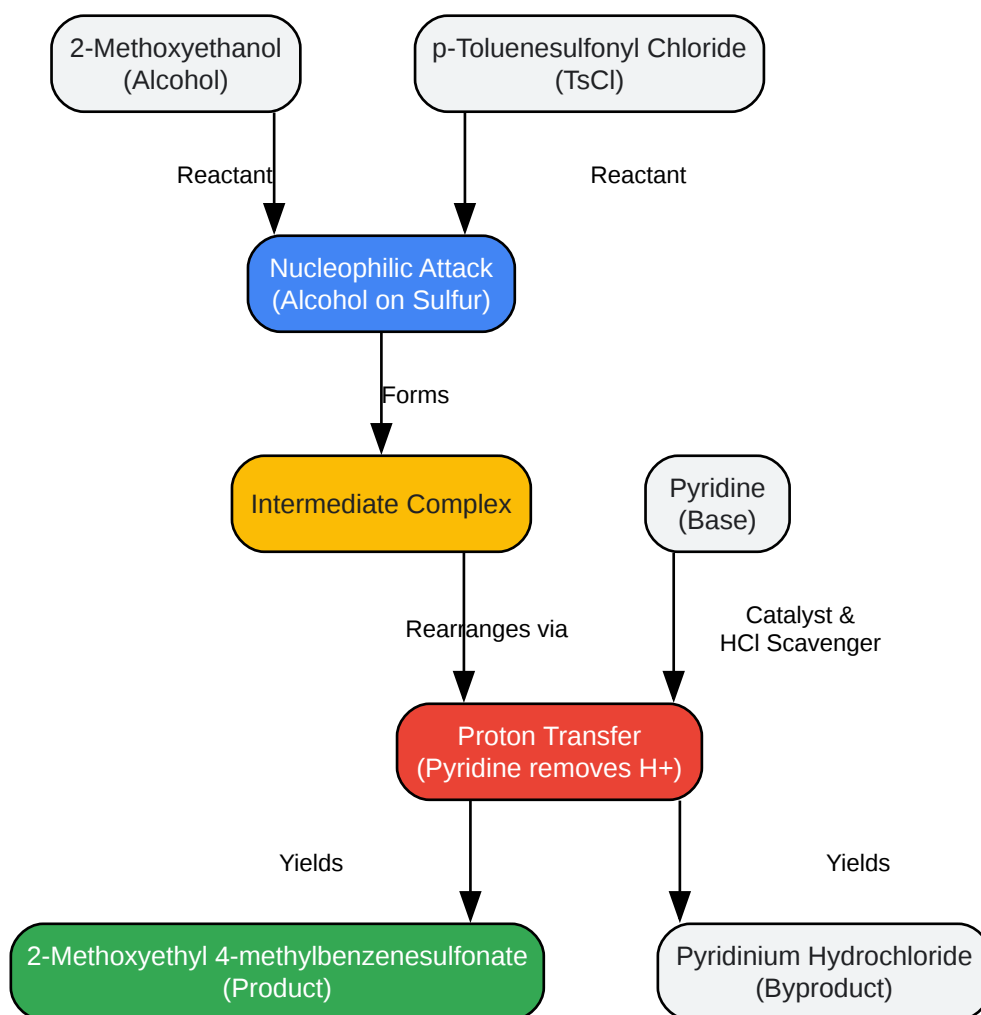 2-Methoxyethanol
(Alcohol)
p-Toluenesulfonyl Chloride
(TsCl)
Reactant
Reactant
Nucleophilic Attack
(Alcohol on Sulfur)
Forms
Intermediate Complex
Pyridine
(Base)
Rearranges via
Catalyst &
HCl Scavenger
Proton Transfer
(Pyridine removes H+)
Yields
Yields
2-Methoxyethyl 4-methylbenzenesulfonate
(Product)
Pyridinium Hydrochloride
(Byproduct)